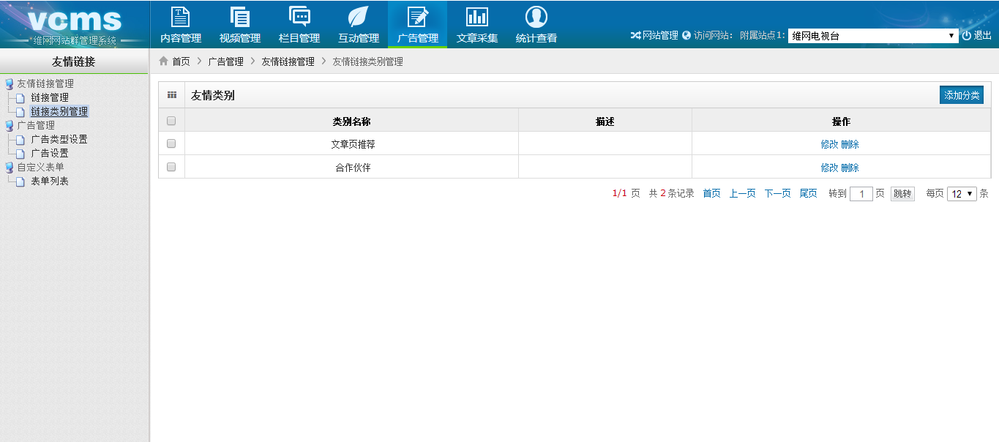 vcms
维网网站群管理系统
内容管理 视频管理 栏目管理 互动管理 广告管理 文章采集 统计查看
网站管理 访问网站： 附属站点1: 维网电视台 退出
友情链接
首页 > 广告管理 > 友情链接管理 > 友情链接类别管理
友情链接管理
链接管理
链接类别管理
广告管理
广告类型设置
广告设置
自定义表单
表单列表
友情类别 添加分类
类别名称 描述 操作
文章页推荐 修改 删除
合作伙伴 修改 删除
1/1 页 共 2 条记录 首页 上一页 下一页 尾页 转到 1 页 跳转 每页 12 条